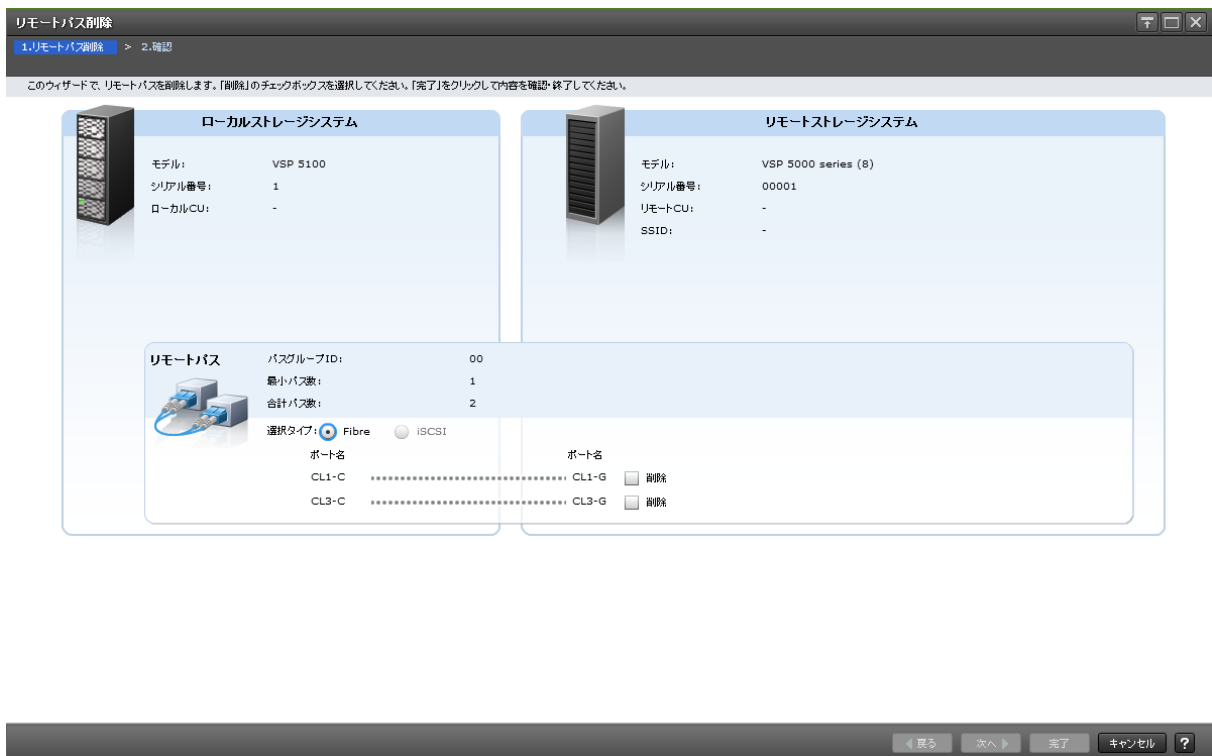 リモートパス削除
1.リモートパス削除 > 2.確認
このウィザードで、リモートパスを削除します。「削除」のチェックボックスを選択してください。「完了」をクリックして内容を確認・終了してください。
ローカルストレージシステム
モデル: VSP 5100
シリアル番号: 1
ローカルCU: -
リモートストレージシステム
モデル: VSP 5000 series (8)
シリアル番号: 00001
リモートCU: -
SSID: -
リモートパス
パスグループID: 00
最小パス数: 1
合計パス数: 2
選択タイプ: Fibre iSCSI
ポート名 ポート名
CL1-C CL1-G 削除
CL3-C CL3-G 削除
戻る 次へ 完了 キャンセル ?